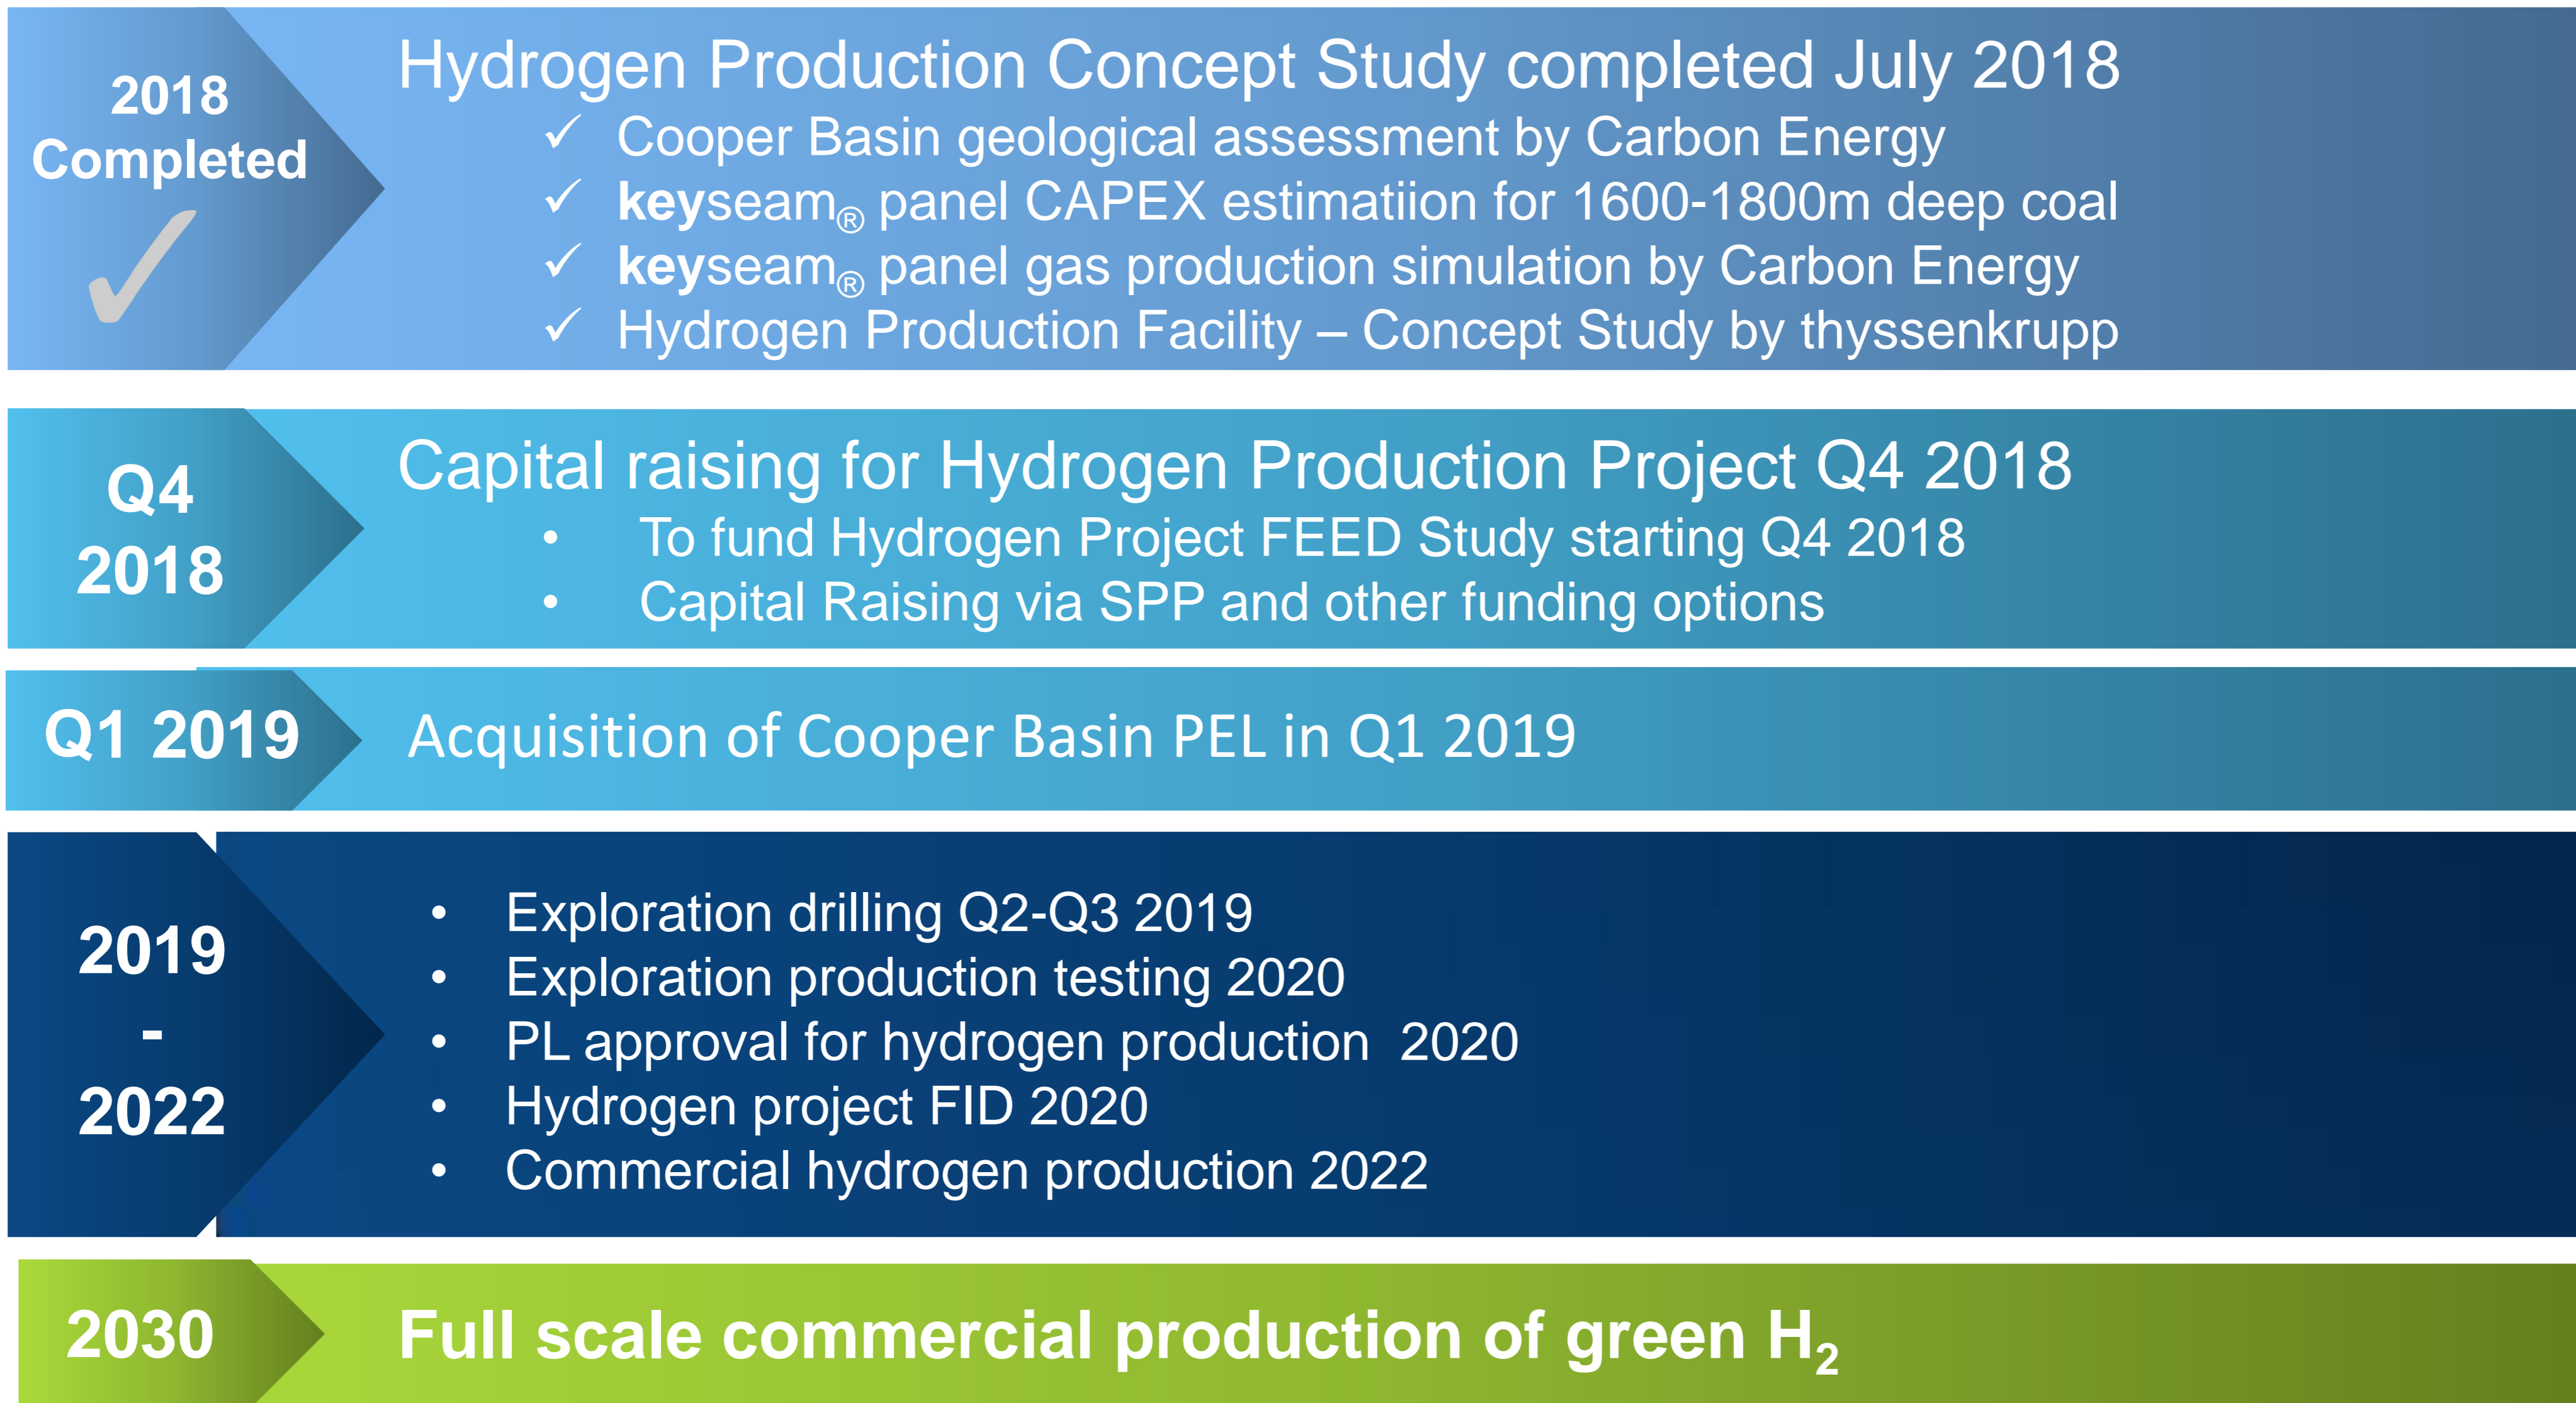 2018
Completed
✓
Hydrogen Production Concept Study completed July 2018
✓ Cooper Basin geological assessment by Carbon Energy
✓ keyseam® panel CAPEX estimatiion for 1600-1800m deep coal
✓ keyseam® panel gas production simulation by Carbon Energy
✓ Hydrogen Production Facility – Concept Study by thyssenkrupp
Q4
2018
Capital raising for Hydrogen Production Project Q4 2018
• To fund Hydrogen Project FEED Study starting Q4 2018
• Capital Raising via SPP and other funding options
Q1 2019
Acquisition of Cooper Basin PEL in Q1 2019
2019
-
2022
• Exploration drilling Q2-Q3 2019
• Exploration production testing 2020
• PL approval for hydrogen production 2020
• Hydrogen project FID 2020
• Commercial hydrogen production 2022
2030
Full scale commercial production of green H₂